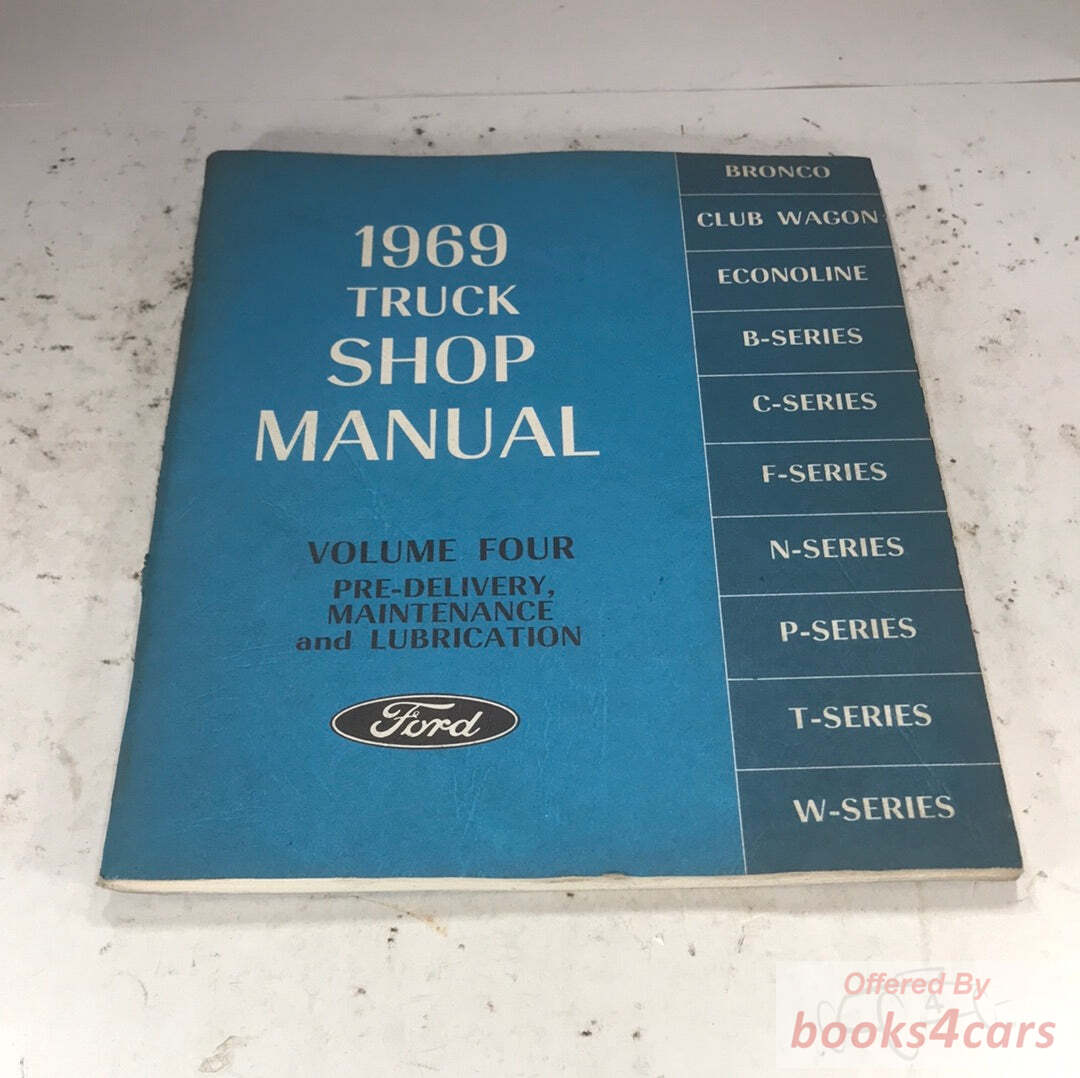 1969
TRUCK
SHOP
MANUAL
VOLUME FOUR
PRE-DELIVERY,
MAINTENANCE
and LUBRICATION
Ford
BRONCO
CLUB WAGON
ECONOLINE
B-SERIES
C-SERIES
F-SERIES
N-SERIES
P-SERIES
T-SERIES
W-SERIES
Offered By
books4cars